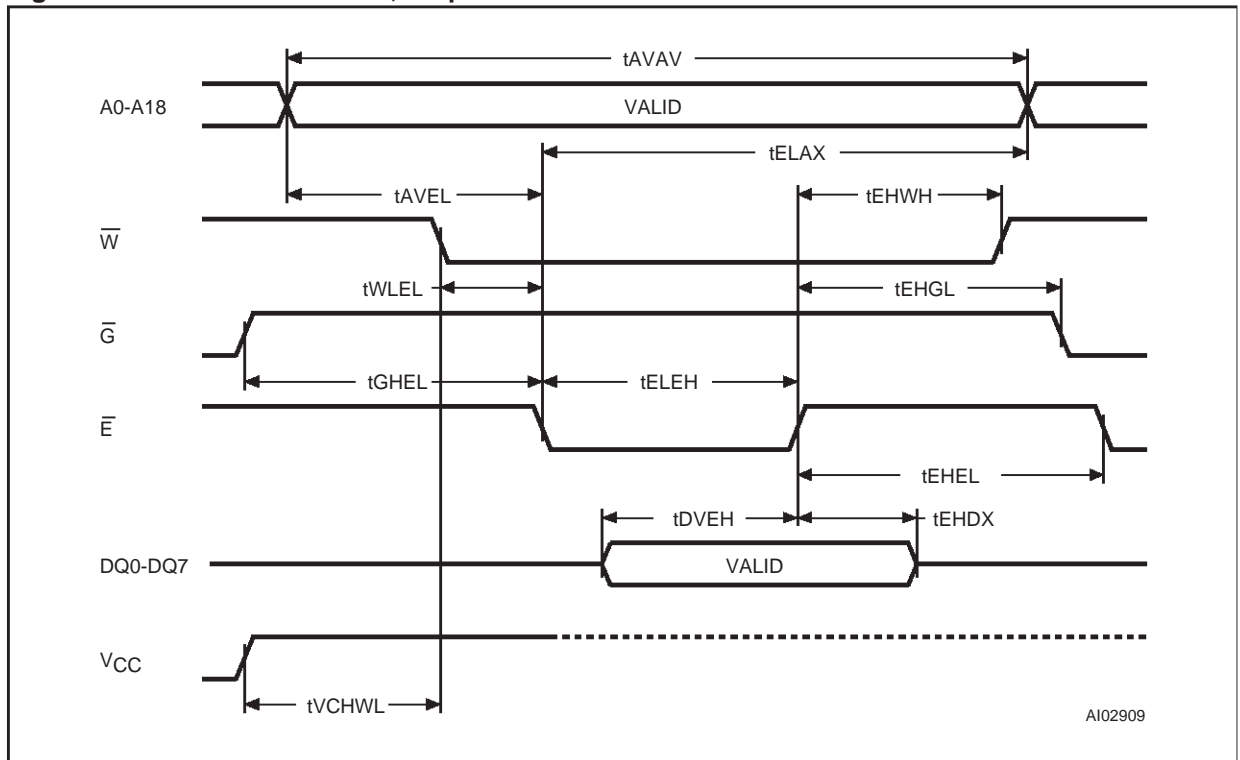 tAVAV
A0-A18
VALID
tELAX
tAVEL
tEHWH
W
tWLEL
tEHGL
G
tGHEL
tELEH
E
tEHEL
tDVEH
tEHDX
DQ0-DQ7
VALID
VCC
tVCHWL
AI02909